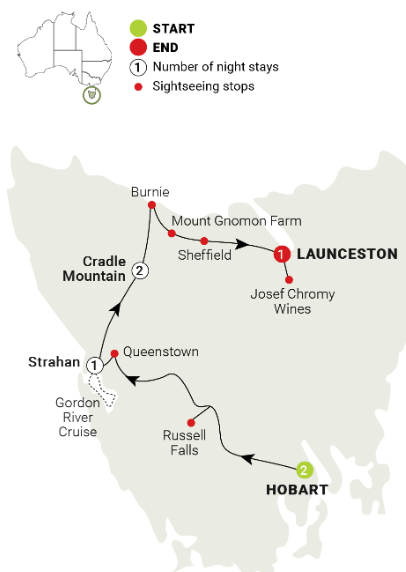 START
END
1 Number of night stays
Sightseeing stops
Burnie
Mount Gnomon Farm
Sheffield
1 LAUNCESTON
Josef Chromy
Wines
Cradle
Mountain 2
Strahan 1
Queenstown
Gordon
River
Cruise
Russell
Falls
2
HOBART